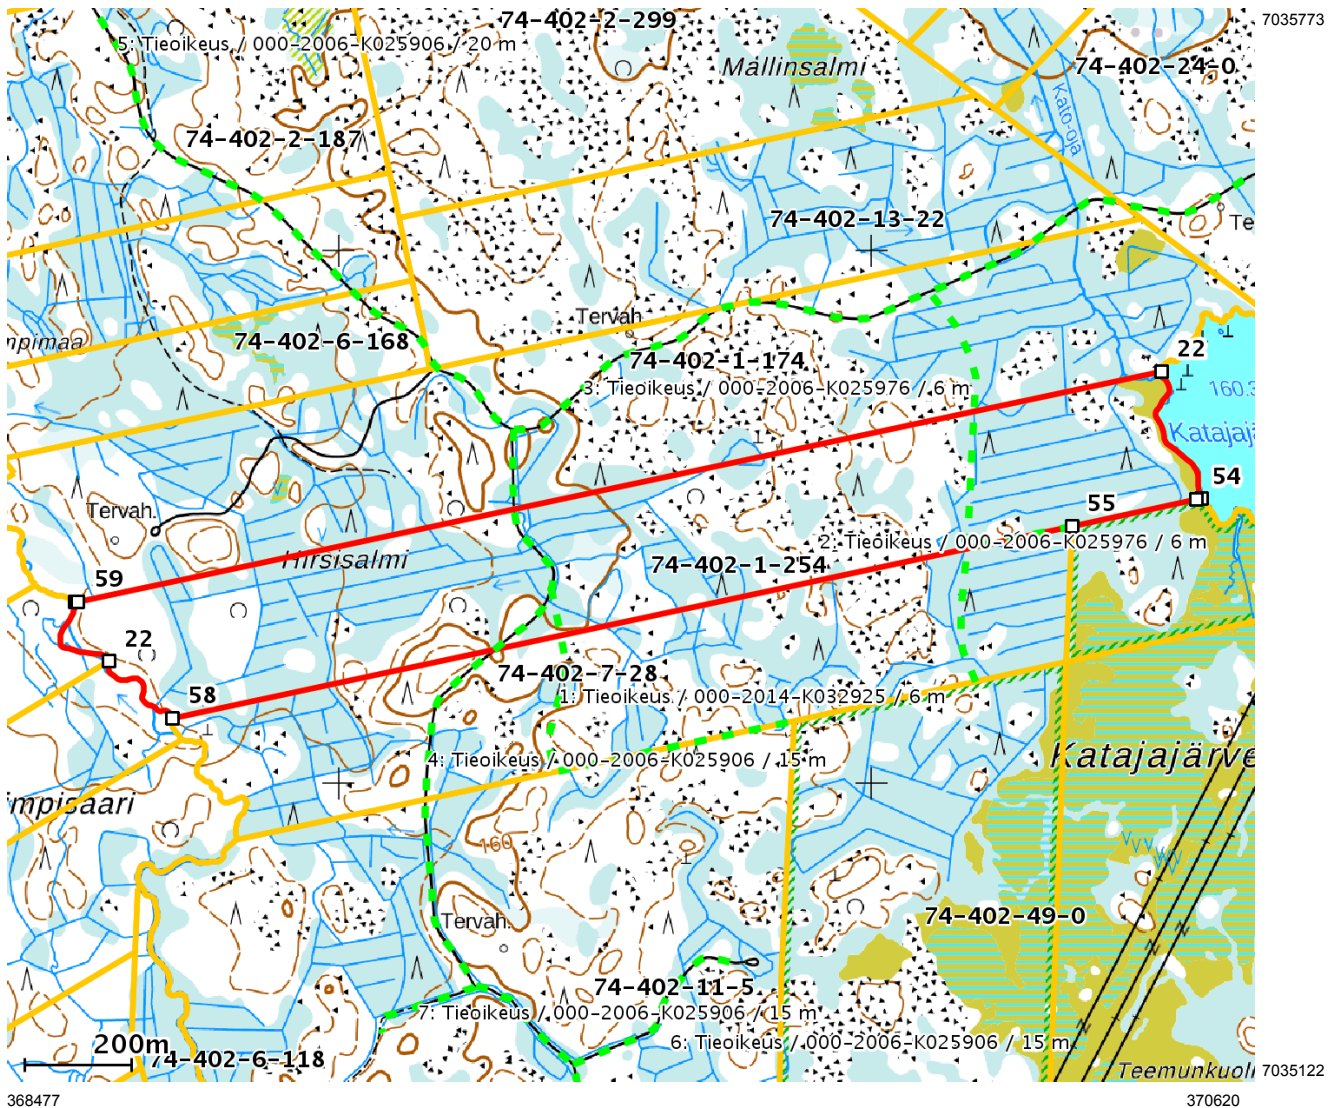 74-402-2-299
7035773
5: Tieoikeus / 000-2006-K025906 / 20 m
Mällinsalmi
74-402-24-0
Kato-oja
74-402-2-187
74-402-13-22
Te
Tervah.
mpimaa
74-402-6-168
22
74-402-1-174
3: Tieoikeus / 000-2006-K025976 / 6 m
160.3
Katajaj
54
55
Tervah.
2: Tieoikeus / 000-2006-K025976 / 6 m
Hirsisalmi
74-402-1-254
59
22
74-402-7-28
58
1: Tieoikeus / 000-2014-K032925 / 6 m
4: Tieoikeus / 000-2006-K025906 / 15 m
Katajajärve
mpisaari
160
74-402-49-0
Tervah.
74-402-11-5
7: Tieoikeus / 000-2006-K025906 / 15 m
6: Tieoikeus / 000-2006-K025906 / 15 m
200m
74-402-6-118
Teemunkuol
7035122
368477
370620